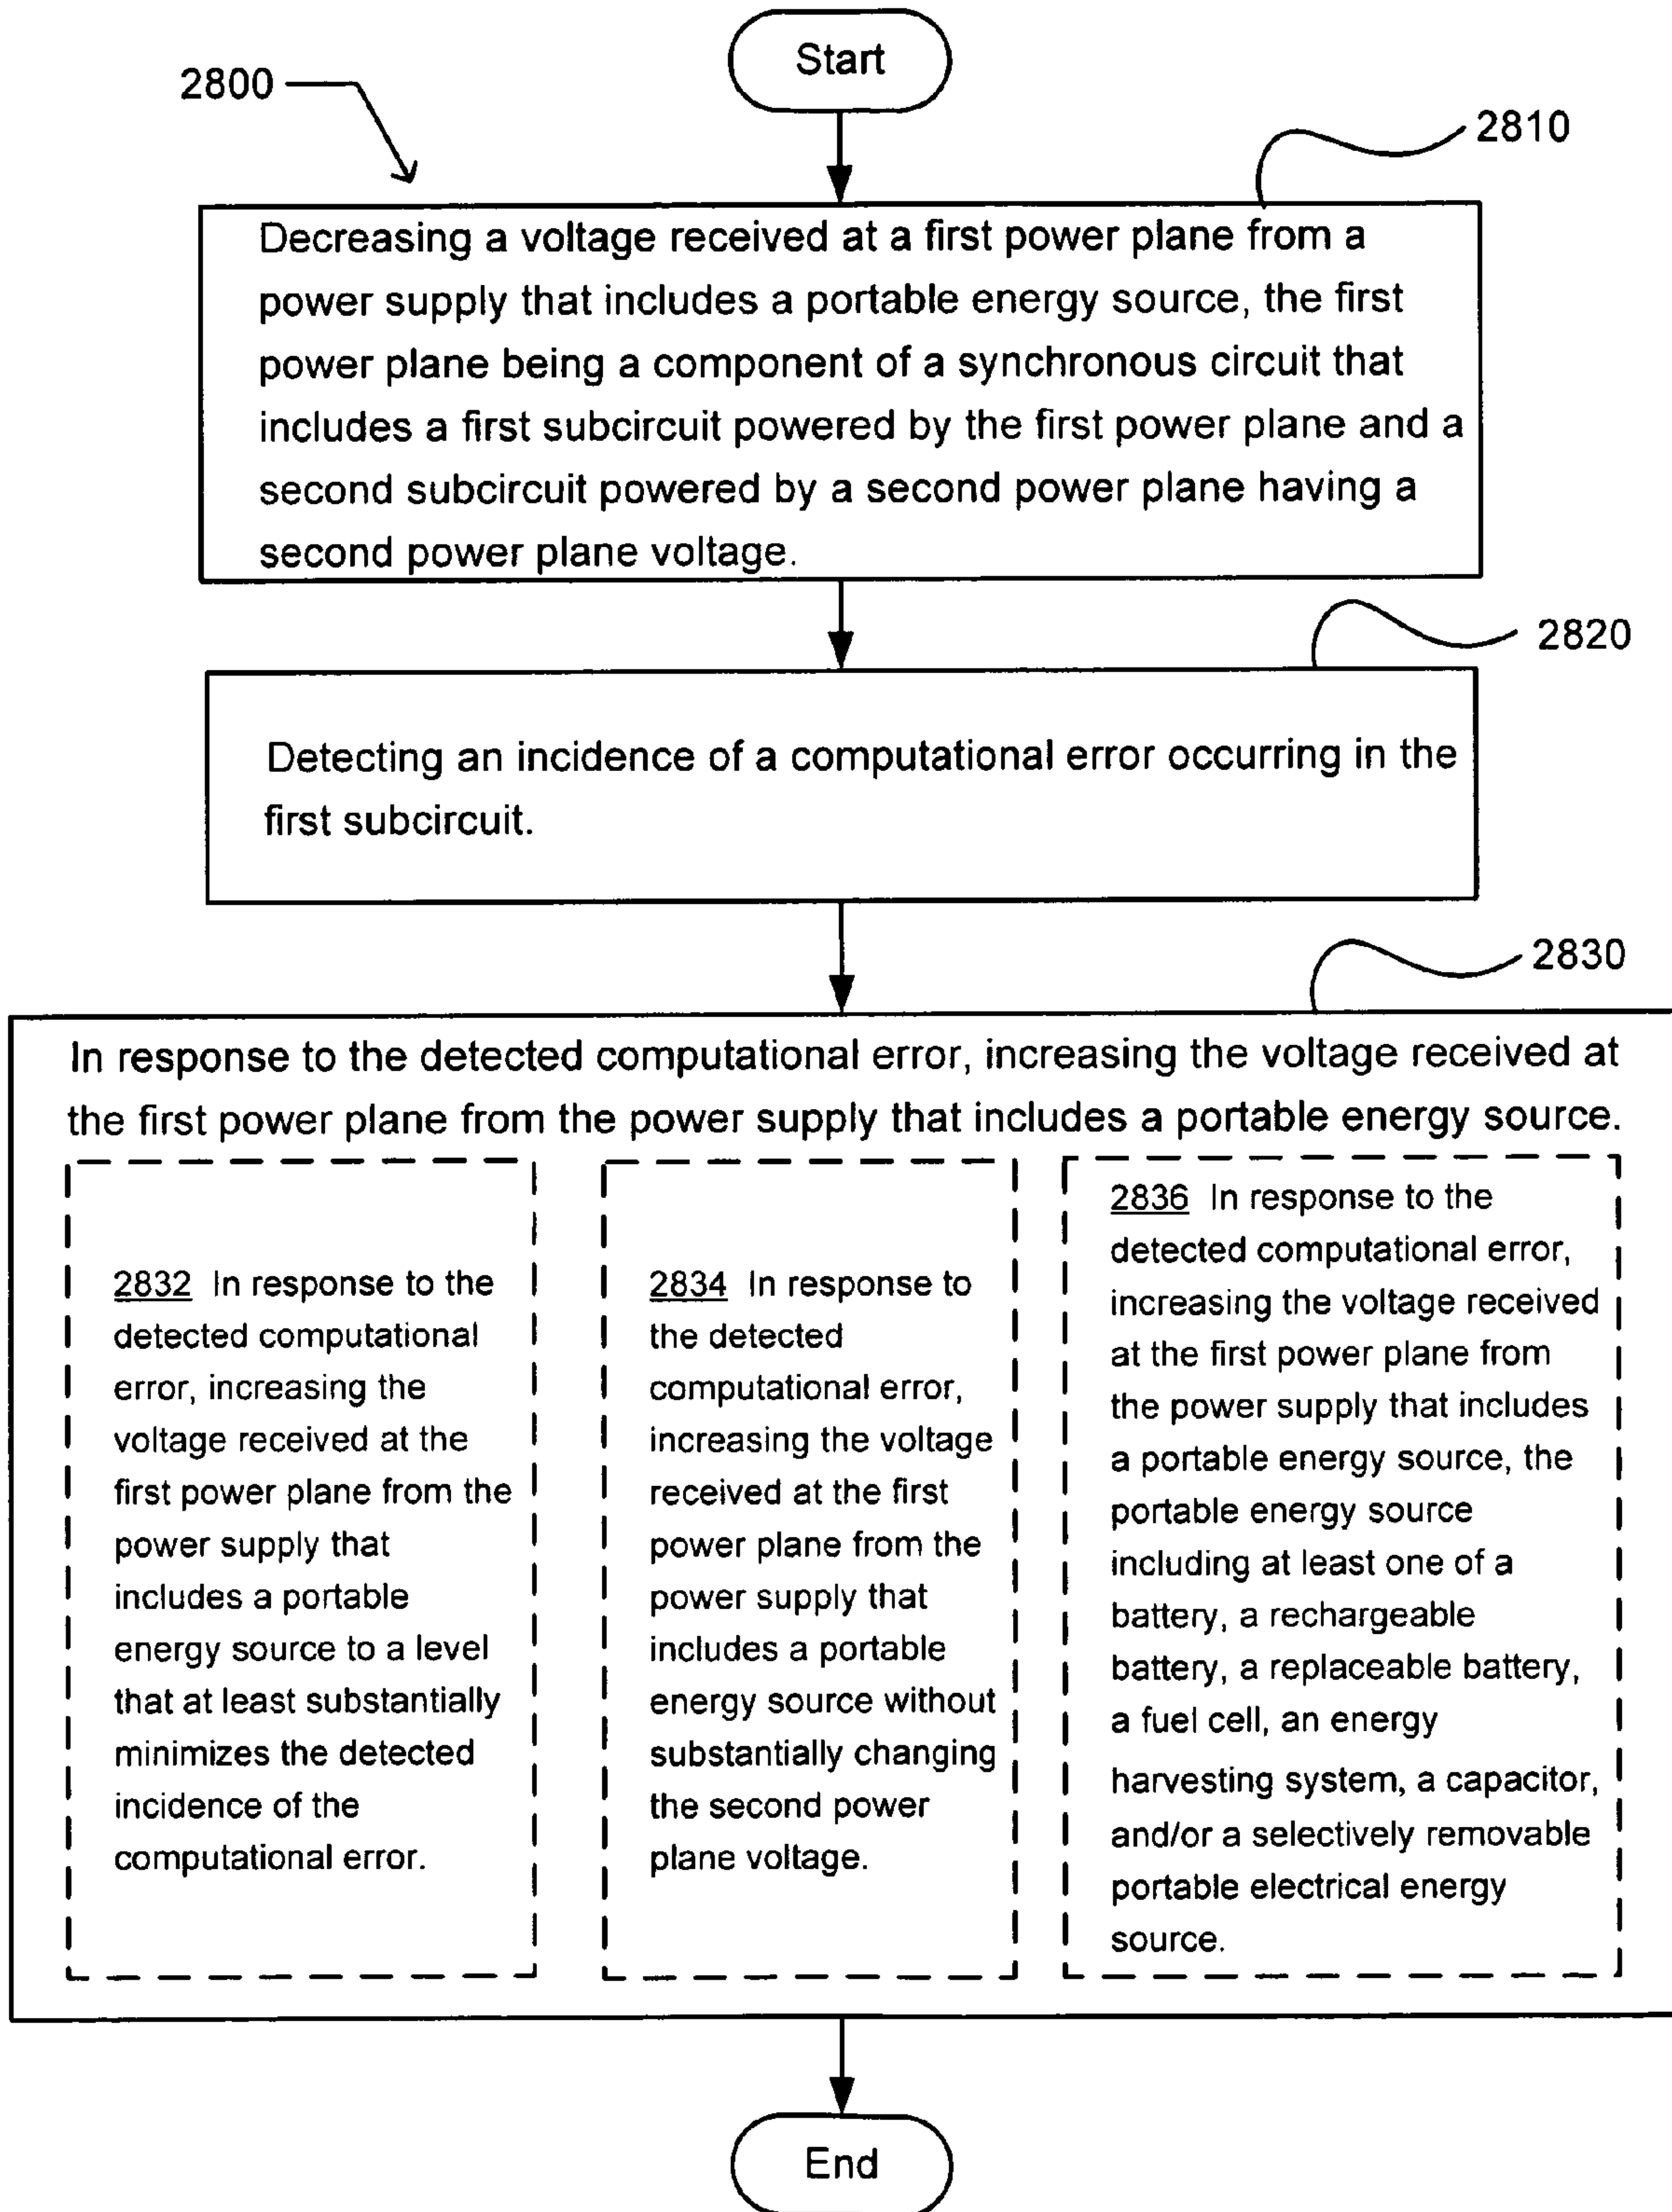 Start
2800
2810
Decreasing a voltage received at a first power plane from a
power supply that includes a portable energy source, the first
power plane being a component of a synchronous circuit that
includes a first subcircuit powered by the first power plane and a
second subcircuit powered by a second power plane having a
second power plane voltage.
2820
Detecting an incidence of a computational error occurring in the
first subcircuit.
2830
In response to the detected computational error, increasing the voltage received at
the first power plane from the power supply that includes a portable energy source.
2832 In response to the
detected computational
error, increasing the
voltage received at the
first power plane from the
power supply that
includes a portable
energy source to a level
that at least substantially
minimizes the detected
incidence of the
computational error.
2834 In response to
the detected
computational error,
increasing the voltage
received at the first
power plane from the
power supply that
includes a portable
energy source without
substantially changing
the second power
plane voltage.
2836 In response to the
detected computational error,
increasing the voltage received
at the first power plane from
the power supply that includes
a portable energy source, the
portable energy source
including at least one of a
battery, a rechargeable
battery, a replaceable battery,
a fuel cell, an energy
harvesting system, a capacitor,
and/or a selectively removable
portable electrical energy
source.
End